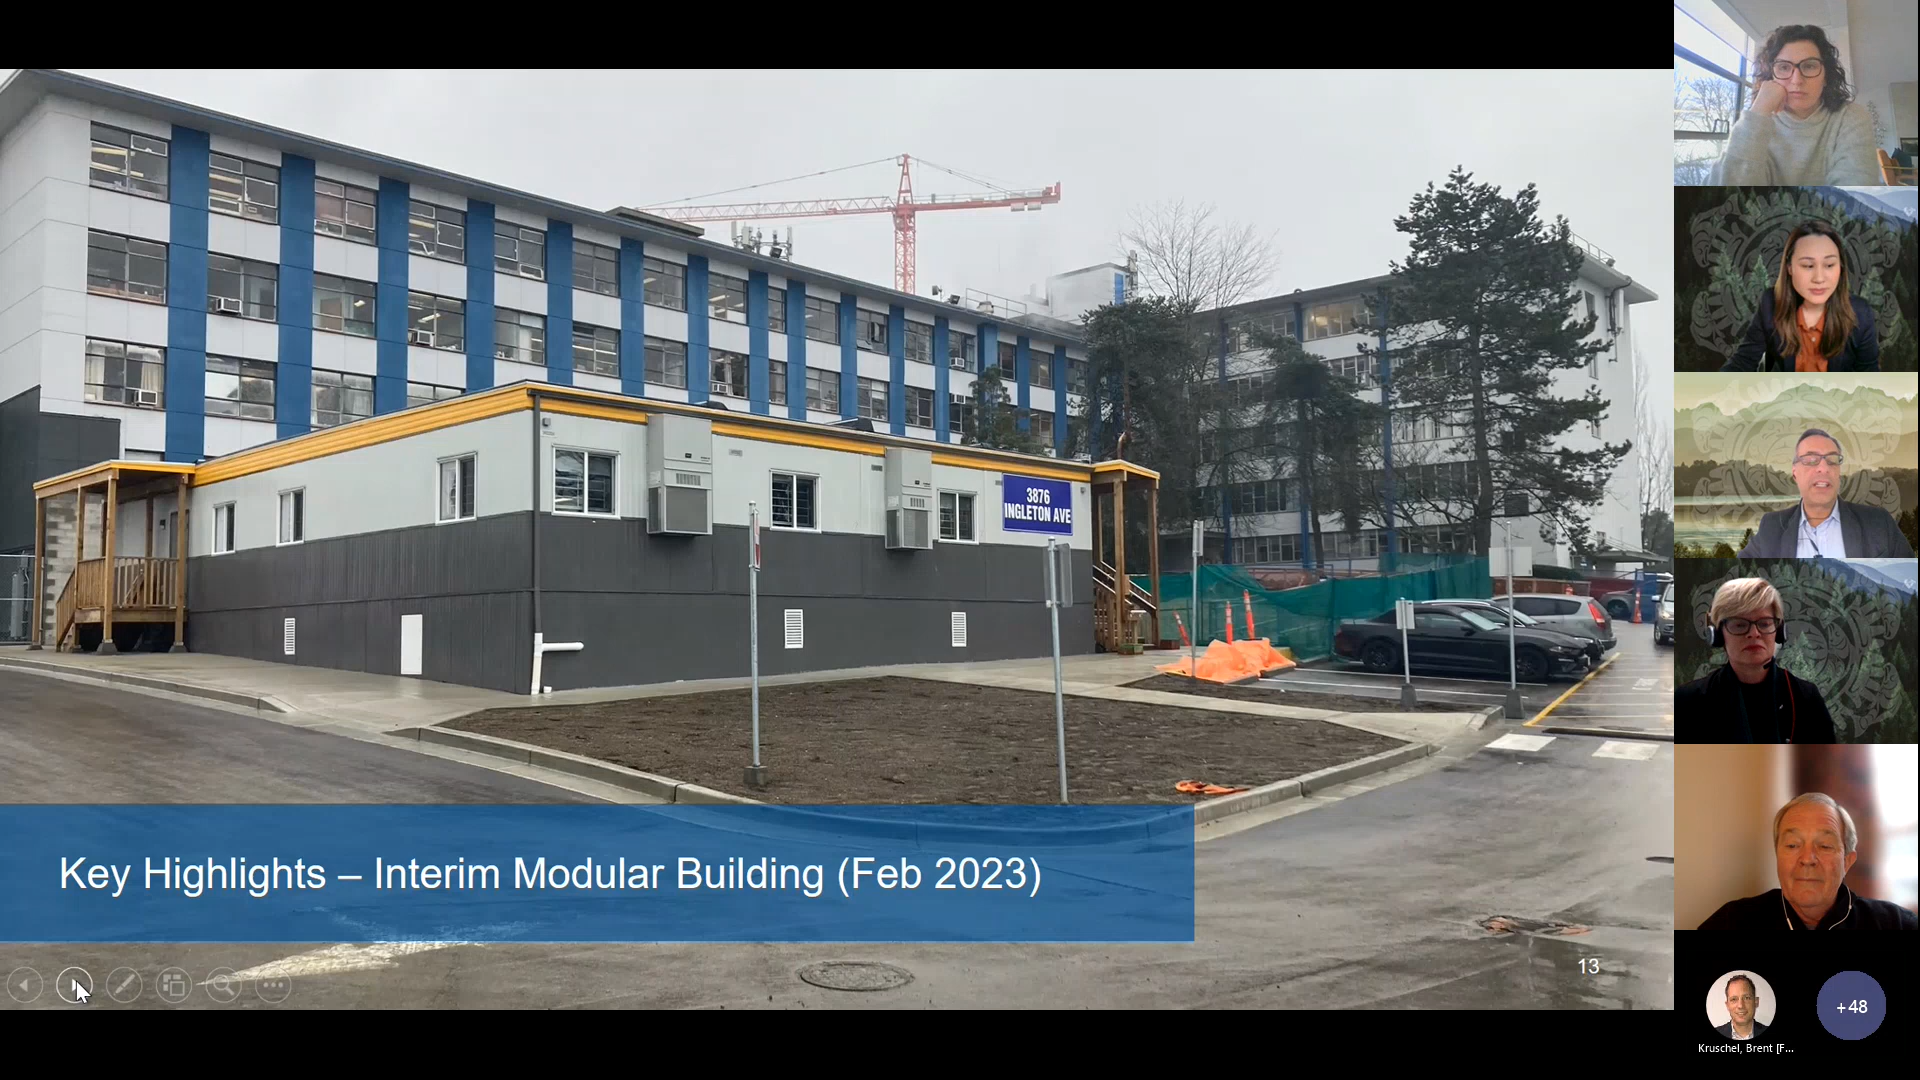 3876
INGLETON AVE
Key Highlights – Interim Modular Building (Feb 2023)
13
Kruschel, Brent [F...
+48